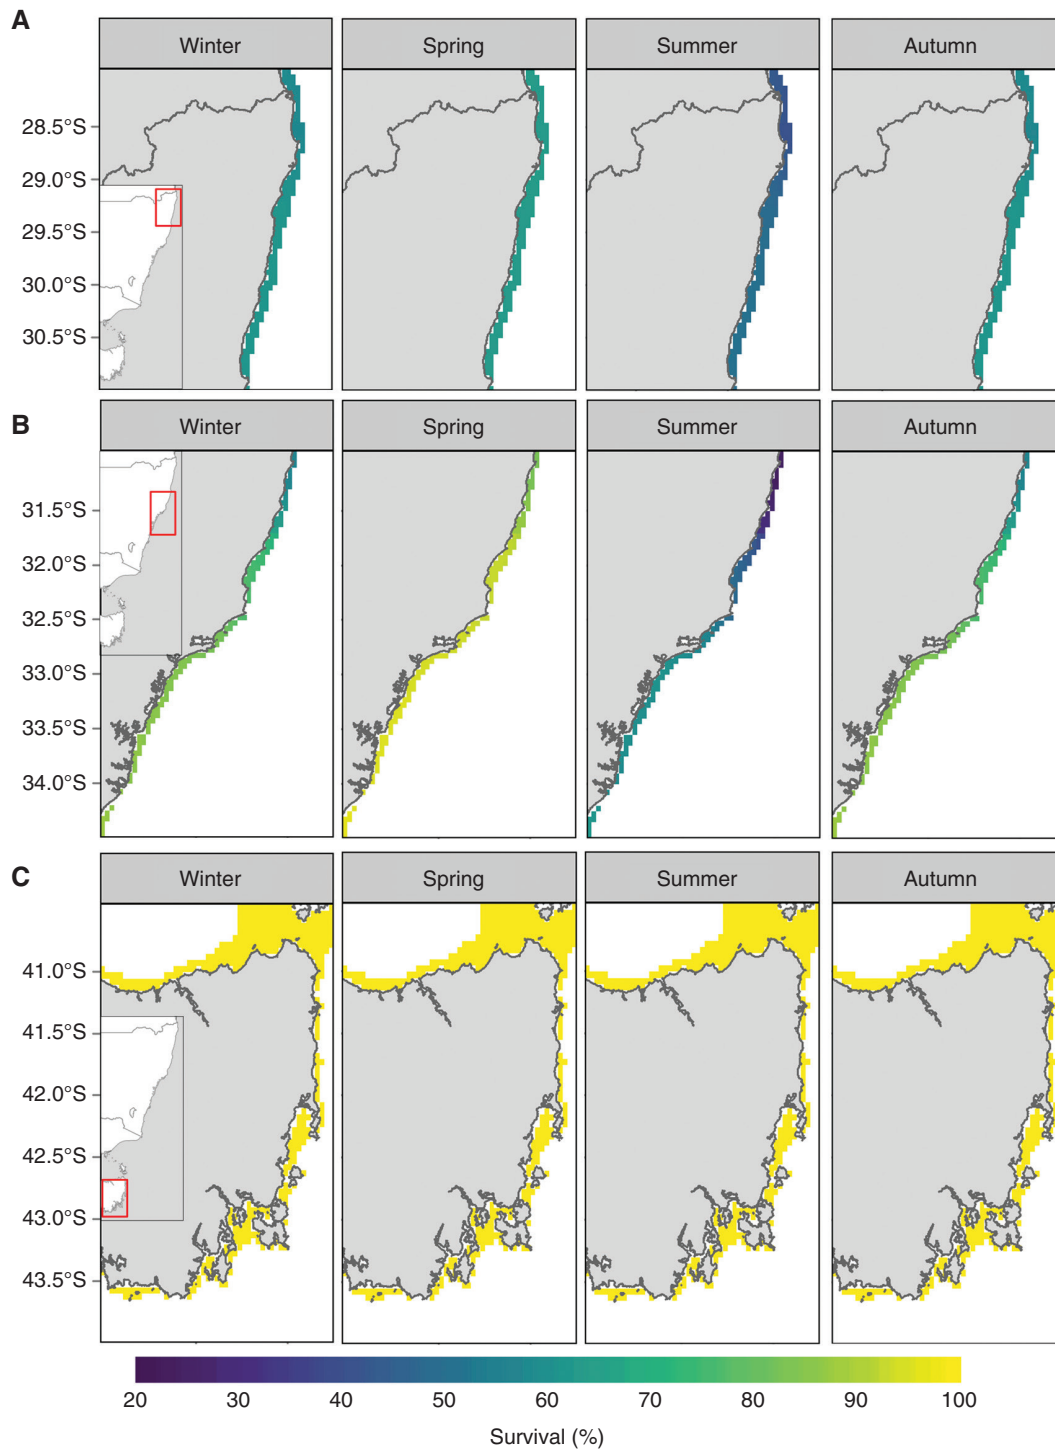 A
Winter Spring Summer Autumn
28.5°S
29.0°S
29.5°S
30.0°S
30.5°S
B
Winter Spring Summer Autumn
31.5°S
32.0°S
32.5°S
33.0°S
33.5°S
34.0°S
C
Winter Spring Summer Autumn
41.0°S
41.5°S
42.0°S
42.5°S
43.0°S
43.5°S
20 30 40 50 60 70 80 90 100
Survival (%)